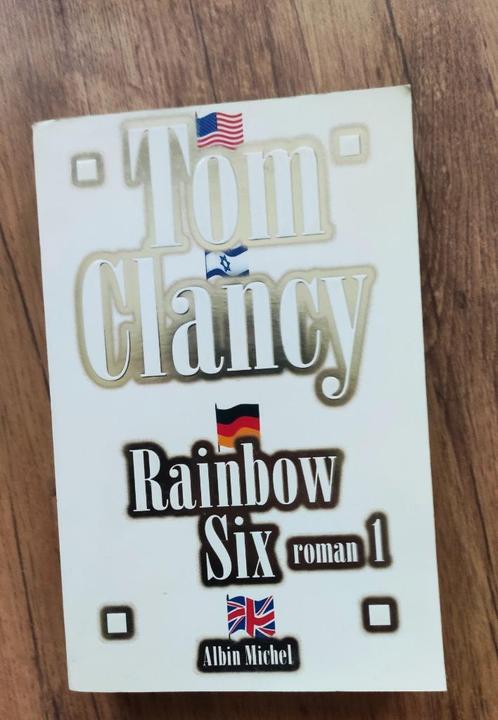 Tom
Clancy
Rainbow
Six roman 1
Albin Michel